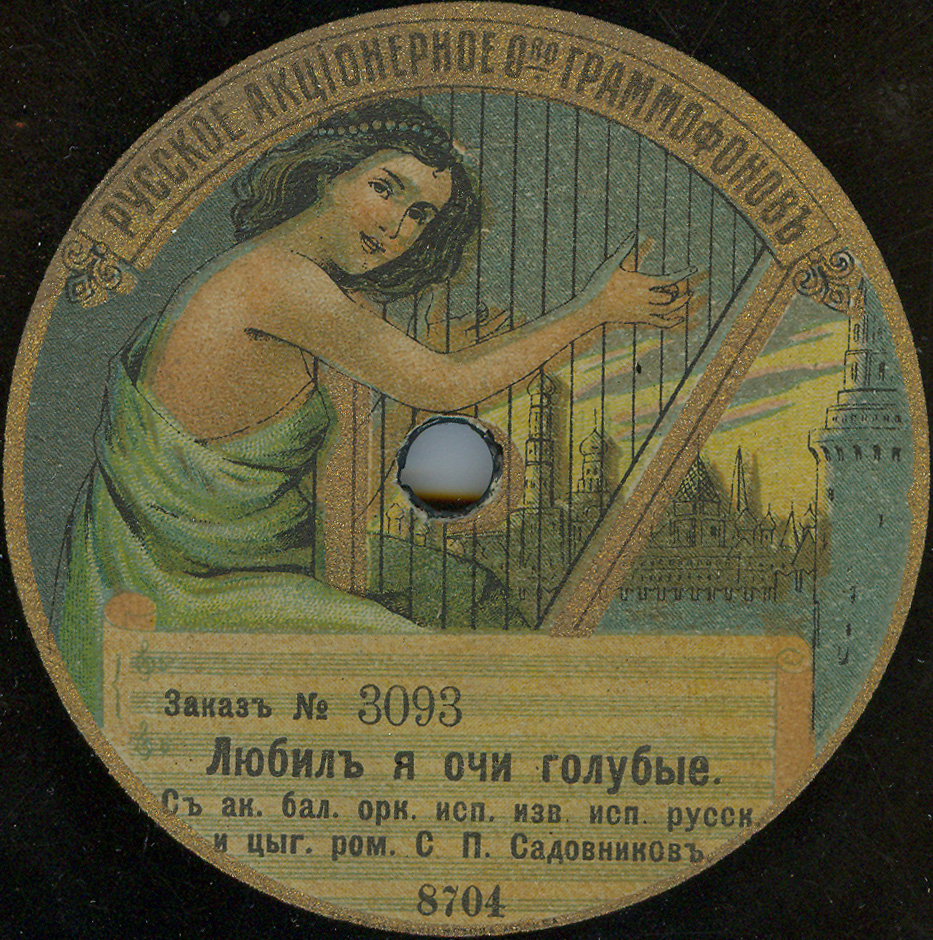 РУССКОЕ АКЦІОНЕРНОЕ О-во ГРАММОФОНОВЪ
Заказъ № 3093
Любилъ я очи голубые.
Съ ак. бал. орк. исп. изв. исп. русск.
и цыг. ром. С. П. Садовниковъ
8704